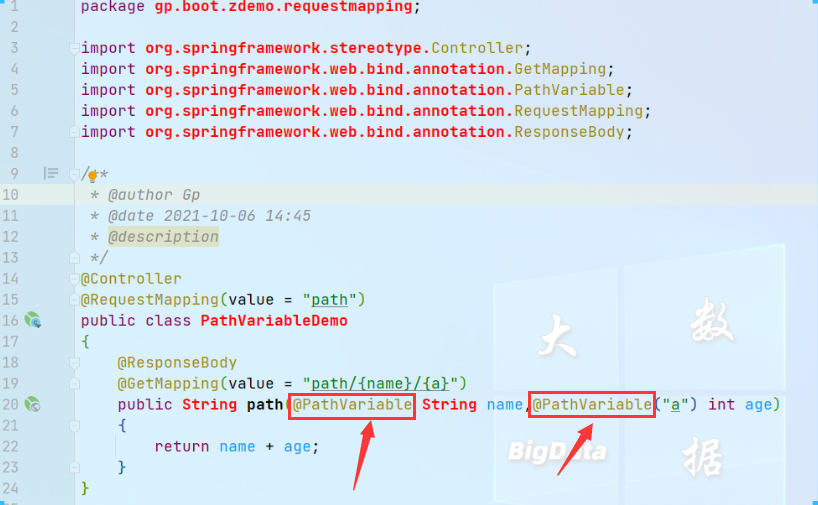 1 package gp.boot.zdemo.requestmapping;
2
3 import org.springframework.stereotype.Controller;
4 import org.springframework.web.bind.annotation.GetMapping;
5 import org.springframework.web.bind.annotation.PathVariable;
6 import org.springframework.web.bind.annotation.RequestMapping;
7 import org.springframework.web.bind.annotation.ResponseBody;
8
9 /**
10 * @author Gp
11 * @date 2021-10-06 14:45
12 * @description
13 */
14 @Controller
15 @RequestMapping(value = "path")
16 public class PathVariableDemo
17 {
18 @ResponseBody
19 @GetMapping(value = "path/{name}/{a}")
20 public String path(@PathVariable String name,@PathVariable("a") int age)
21 {
22 return name + age;
23 }
24 }
大 数
BigData 据